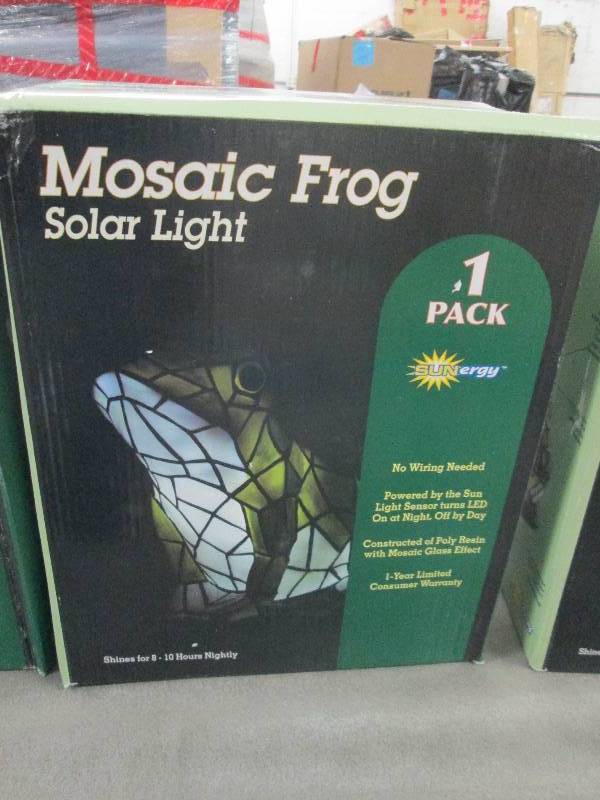 Mosaic Frog
Solar Light
1
PACK
SUNergy™
No Wiring Needed
Powered by the Sun
Light Sensor turns LED
On at Night. Off by Day
Constructed of Poly Resin
with Mosaic Glass Effect
1-Year Limited
Consumer Warranty
Shines for 8 - 10 Hours Nightly